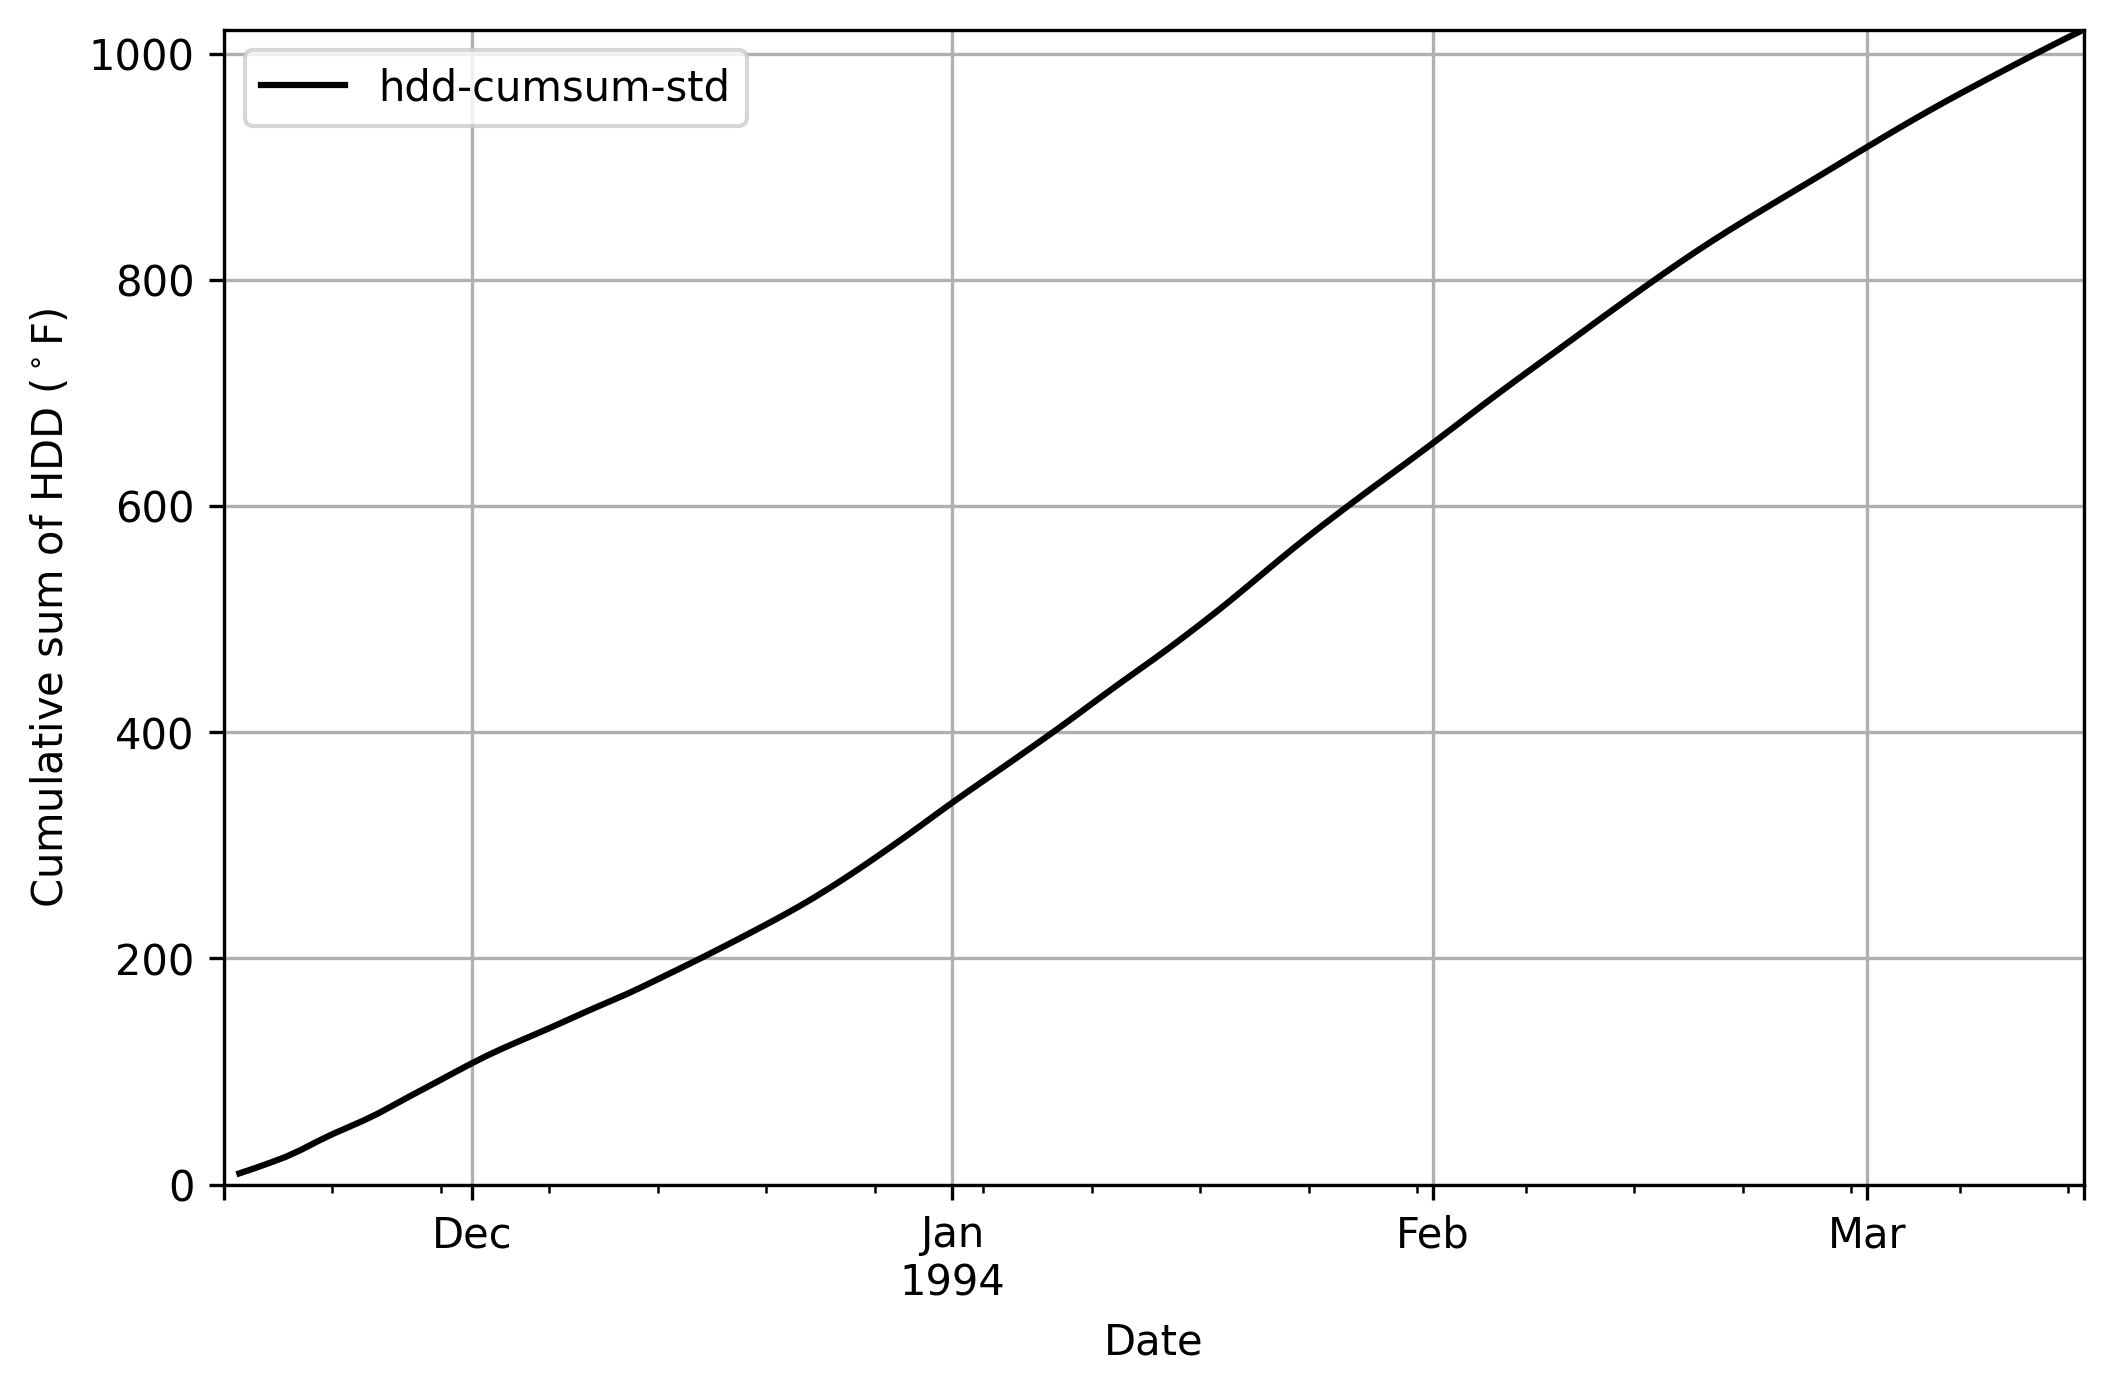 1000
800
600
400
200
0
hdd-cumsum-std
Cumulative sum of HDD (°F)
Dec
Jan
1994
Feb
Mar
Date